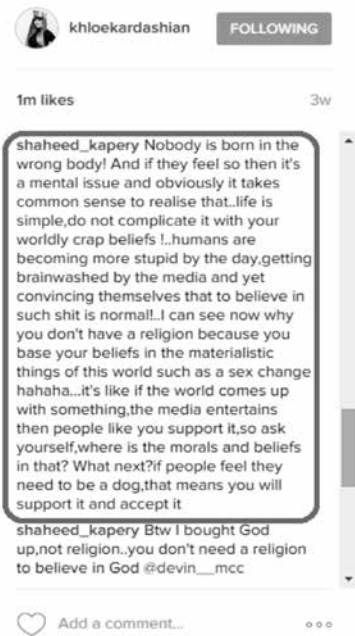 khloekardashian
FOLLOWING
1m likes
3w
shaheed_kapery Nobody is born in the
wrong body! And if they feel so then it's
a mental issue and obviously it takes
common sense to realise that..life is
simple,do not complicate it with your
worldly crap beliefs !..humans are
becoming more stupid by the day,getting
brainwashed by the media and yet
convincing themselves that to believe in
such shit is normal!..I can see now why
you don't have a religion because you
base your beliefs in the materialistic
things of this world such as a sex change
hahaha...it's like if the world comes up
with something,the media entertains
then people like you support it,so ask
yourself,where is the morals and beliefs
in that? What next?if people feel they
need to be a dog,that means you will
support it and accept it
shaheed_kapery Btw I bought God
up,not religion..you don't need a religion
to believe in God @devin__mcc
Add a comment...